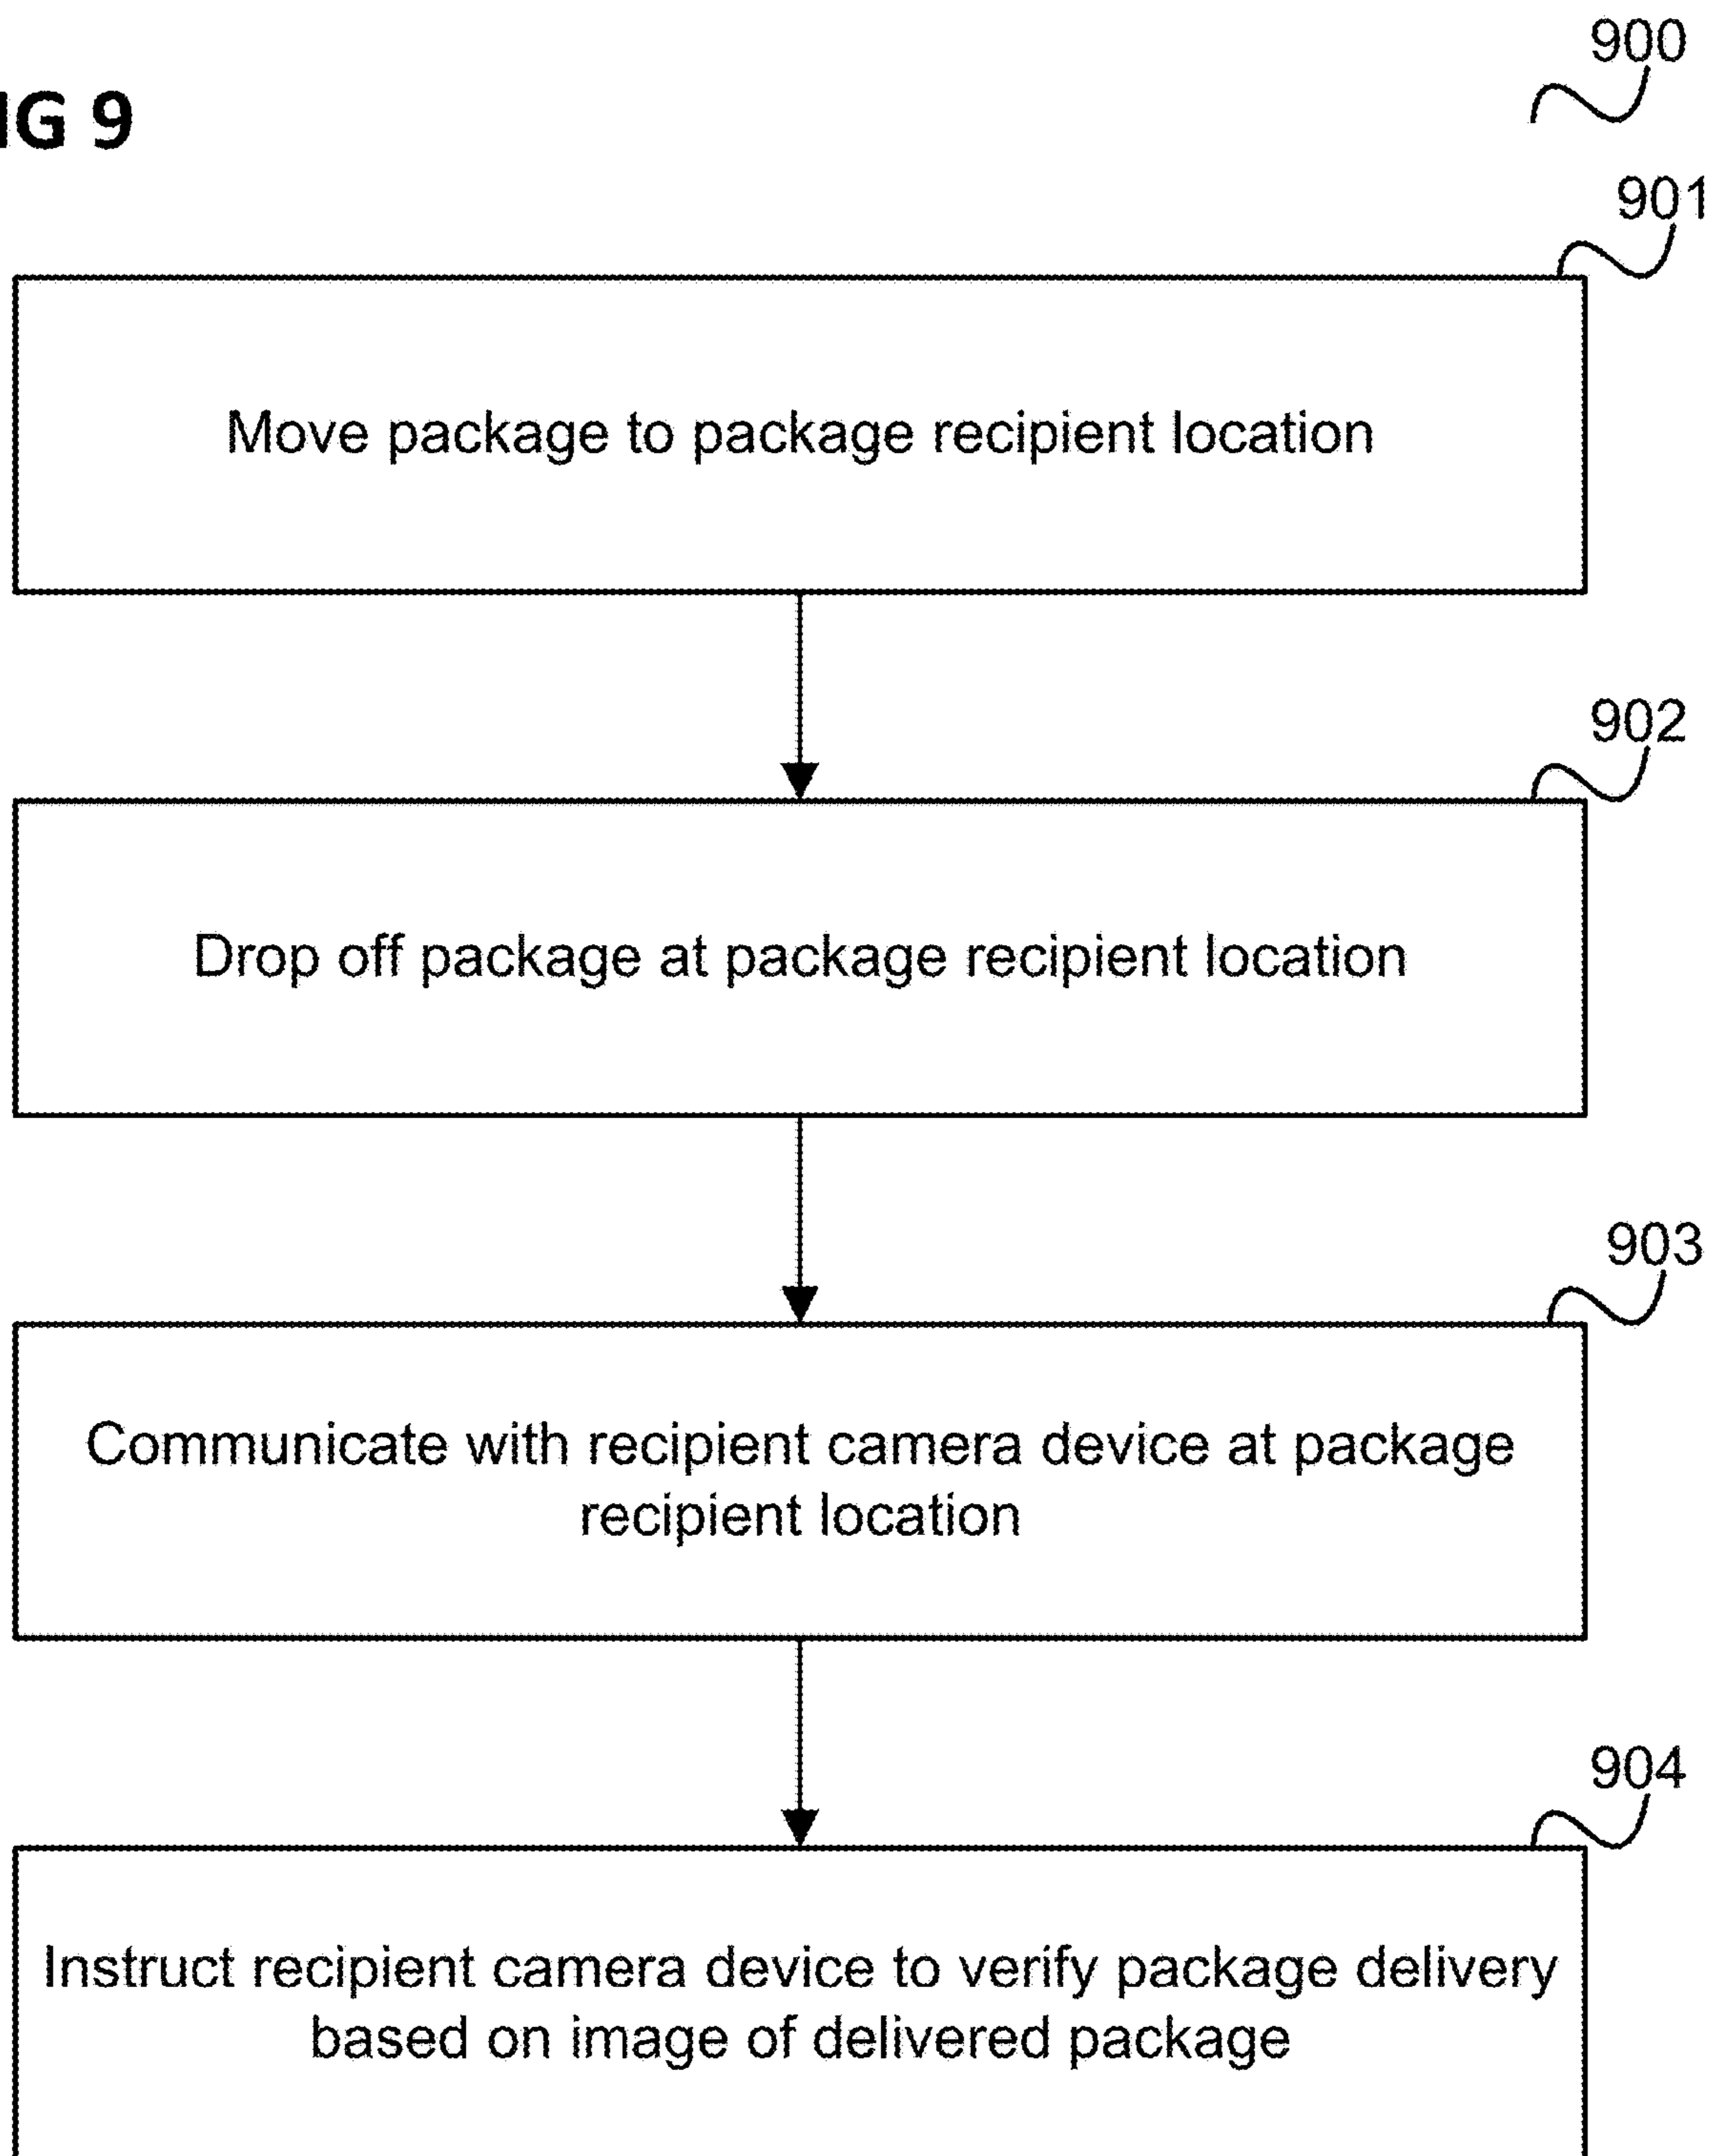 900
IG 9
901
Move package to package recipient location
902
Drop off package at package recipient location
903
Communicate with recipient camera device at package
recipient location
904
Instruct recipient camera device to verify package delivery
based on image of delivered package